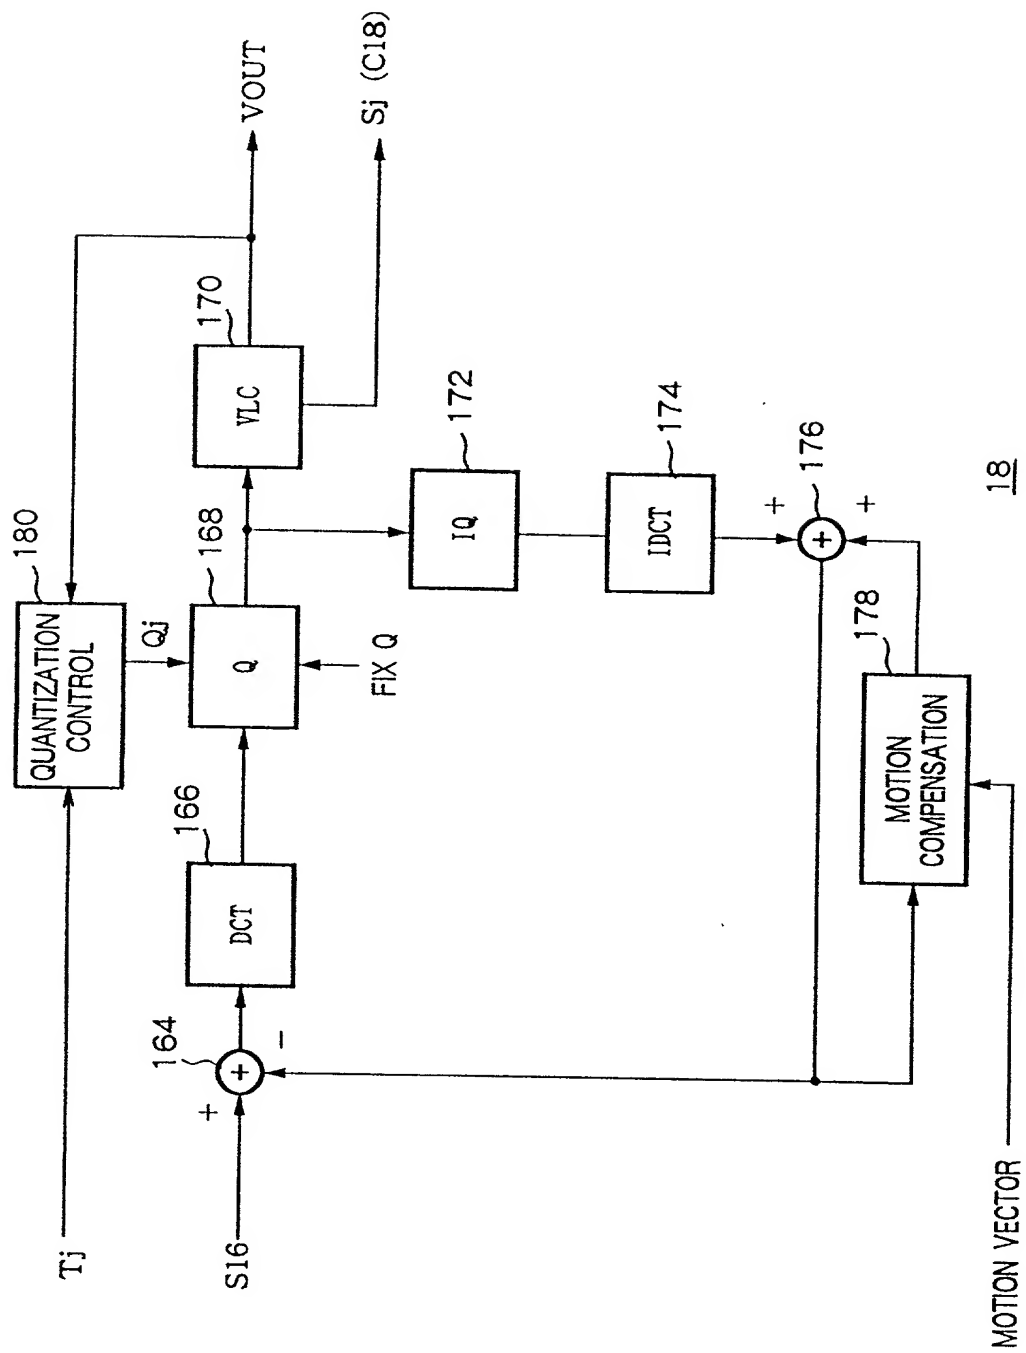 Tj
QUANTIZATION
CONTROL
180
Qj
VOUT
S16
+
164
+
-
DCT
166
Q
168
FIX Q
VLC
170
Sj (C18)
IQ
172
IDCT
174
+
+
176
+
MOTION
COMPENSATION
178
MOTION VECTOR
18